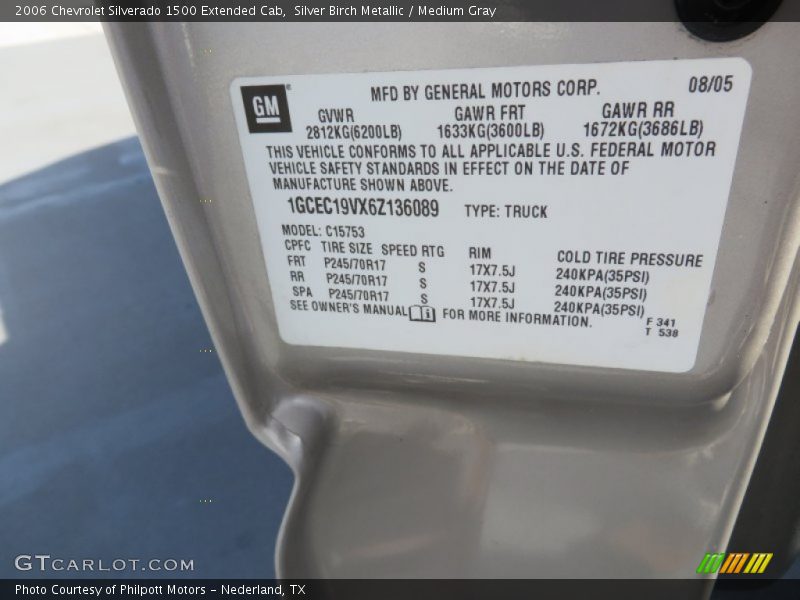 2006 Chevrolet Silverado 1500 Extended Cab,  Silver Birch Metallic / Medium Gray
GM
MFD BY GENERAL MOTORS CORP. 08/05
GVWR GAWR FRT GAWR RR
2812KG(6200LB) 1633KG(3600LB) 1672KG(3686LB)
THIS VEHICLE CONFORMS TO ALL APPLICABLE U.S. FEDERAL MOTOR
VEHICLE SAFETY STANDARDS IN EFFECT ON THE DATE OF
MANUFACTURE SHOWN ABOVE.
1GCEC19VX6Z136089 TYPE: TRUCK
MODEL: C15753
CPFC TIRE SIZE SPEED RTG RIM COLD TIRE PRESSURE
FRT P245/70R17 S 17X7.5J 240KPA(35PSI)
RR P245/70R17 S 17X7.5J 240KPA(35PSI)
SPA P245/70R17 S 17X7.5J 240KPA(35PSI)
SEE OWNER'S MANUAL FOR MORE INFORMATION.
F 341
T 538
GTCARLOT.COM
Photo Courtesy of Philpott Motors - Nederland, TX